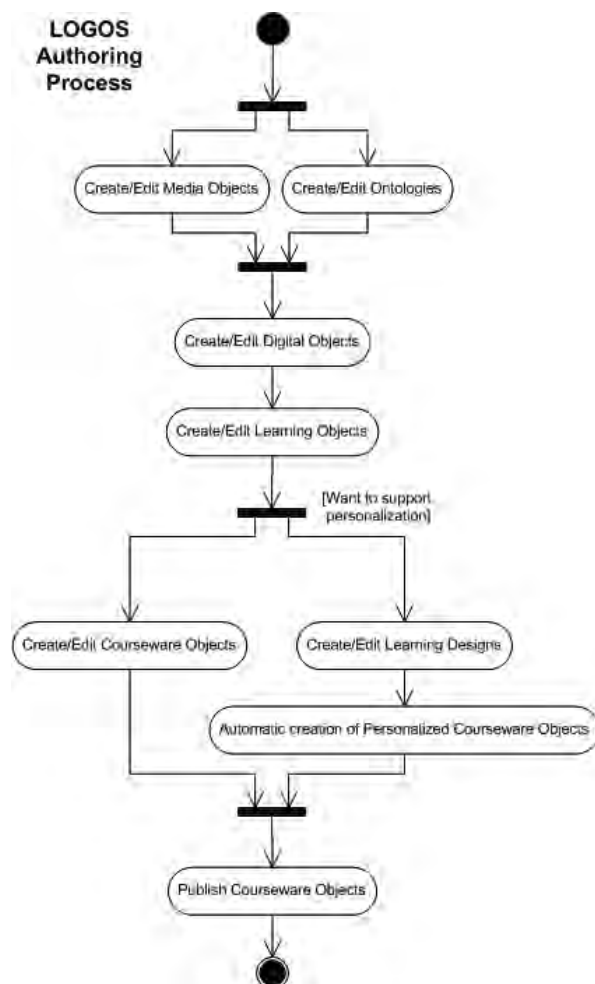 LOGOS
Authoring
Process
Create/Edit Media Objects
Create/Edit Ontologies
Create/Edit Digital Objects
Create/Edit Learning Objects
[Want to support
personalization]
Create/Edit Courseware Objects
Create/Edit Learning Designs
Automatic creation of Personalized Courseware Objects
Publish Courseware Objects